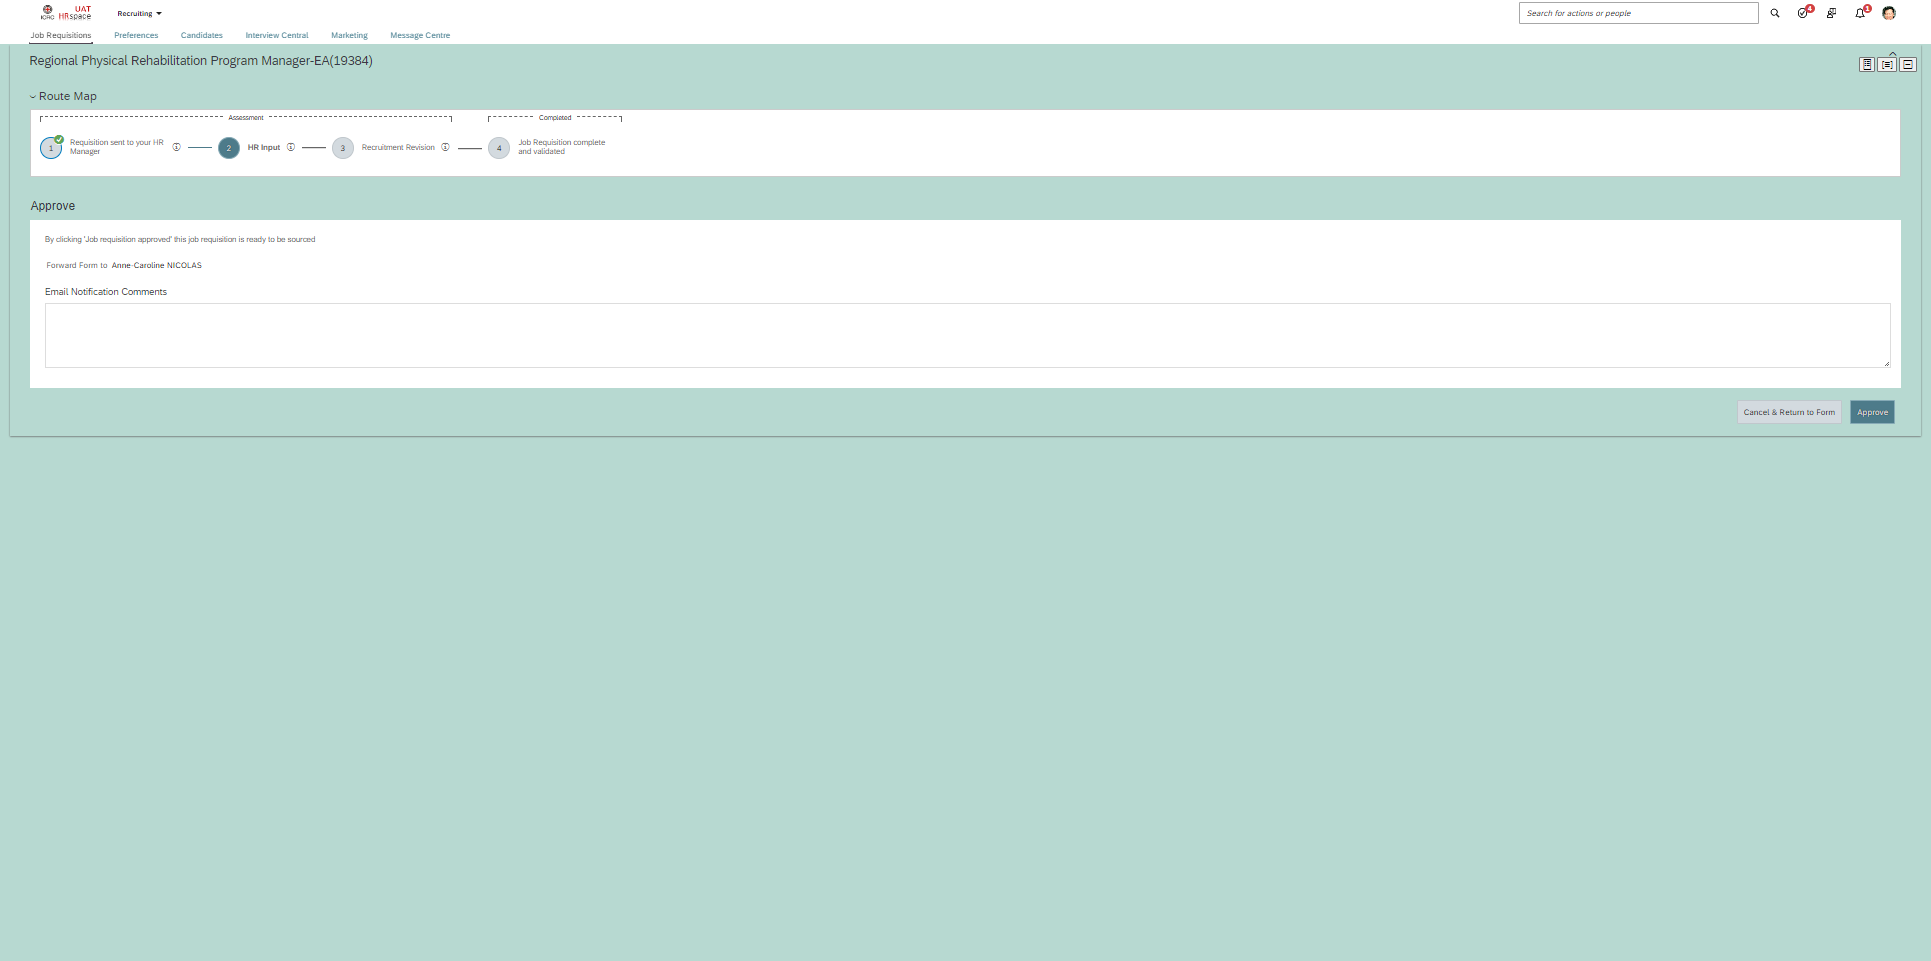 UAT
ICRC HRspace
Recruiting
Search for actions or people
4
1
Job Requisitions
Preferences
Candidates
Interview Central
Marketing
Message Centre
Regional Physical Rehabilitation Program Manager-EA(19384)
Route Map
Assessment
Completed
1
Requisition sent to your HR
Manager
2
HR Input
3
Recruitment Revision
4
Job Requisition complete
and validated
Approve
By clicking 'Job requisition approved' this job requisition is ready to be sourced
Forward Form to Anne-Caroline NICOLAS
Email Notification Comments
Cancel & Return to Form
Approve